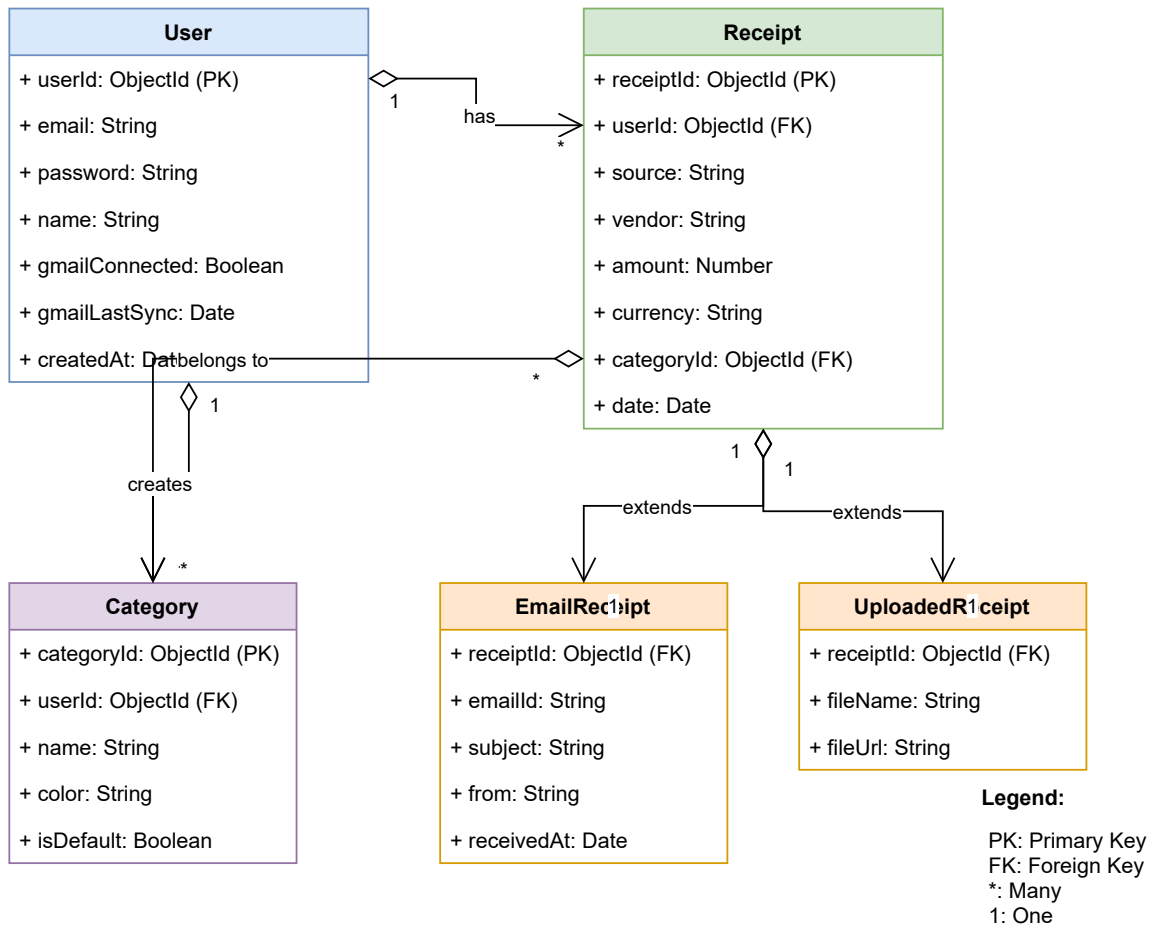 User
+ userId: ObjectId (PK)
+ email: String
+ password: String
+ name: String
+ gmailConnected: Boolean
+ gmailLastSync: Date
+ createdAt: Dat
Receipt
+ receiptId: ObjectId (PK)
+ userId: ObjectId (FK)
+ source: String
+ vendor: String
+ amount: Number
+ currency: String
+ categoryId: ObjectId (FK)
+ date: Date
1
has
*
belongs to
*
1
creates
*
1
1
extends
extends
Category
+ categoryId: ObjectId (PK)
+ userId: ObjectId (FK)
+ name: String
+ color: String
+ isDefault: Boolean
EmailReceipt
1
+ receiptId: ObjectId (FK)
+ emailId: String
+ subject: String
+ from: String
+ receivedAt: Date
UploadedReceipt
1
+ receiptId: ObjectId (FK)
+ fileName: String
+ fileUrl: String
Legend:
PK: Primary Key
FK: Foreign Key
*: Many
1: One